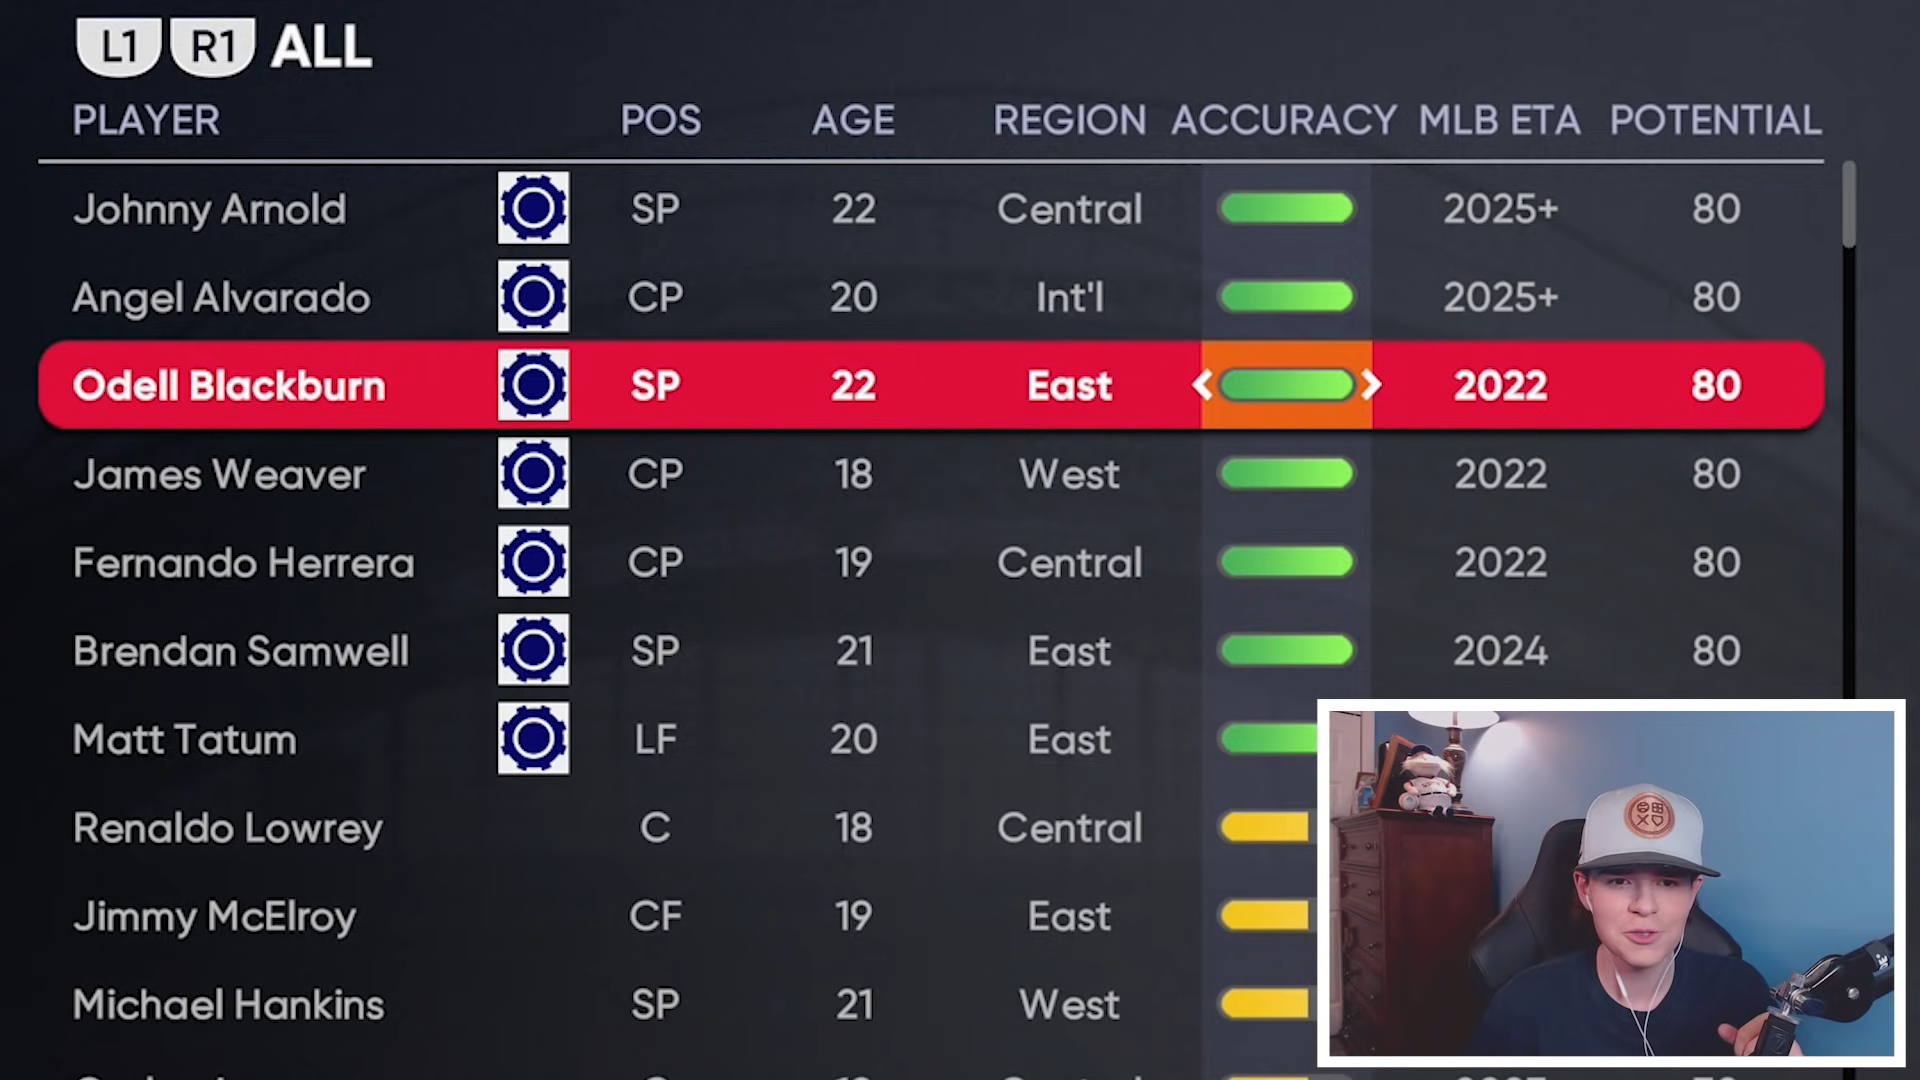 L1 R1 ALL
PLAYER POS AGE REGION ACCURACY MLB ETA POTENTIAL
Johnny Arnold SP 22 Central 2025+ 80
Angel Alvarado CP 20 Int'l 2025+ 80
Odell Blackburn SP 22 East 2022 80
James Weaver CP 18 West 2022 80
Fernando Herrera CP 19 Central 2022 80
Brendan Samwell SP 21 East 2024 80
Matt Tatum LF 20 East
Renaldo Lowrey C 18 Central
Jimmy McElroy CF 19 East
Michael Hankins SP 21 West